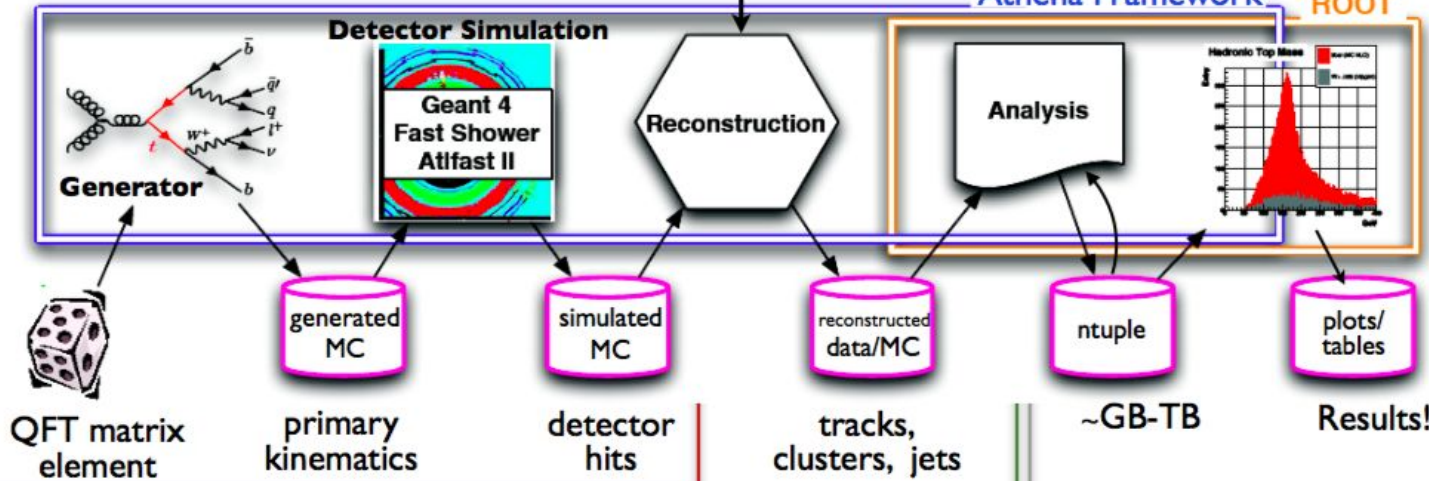 Athena Framework
ROOT
Detector Simulation
Generator
b̄
q̄′
q
W⁺
l⁺
ν
t
b
Geant 4
Fast Shower
Atlfast II
Reconstruction
Analysis
Hadronic Top Mass
generated
MC
simulated
MC
reconstructed
data/MC
ntuple
plots/
tables
QFT matrix
element
primary
kinematics
detector
hits
tracks,
clusters, jets
~GB-TB
Results!